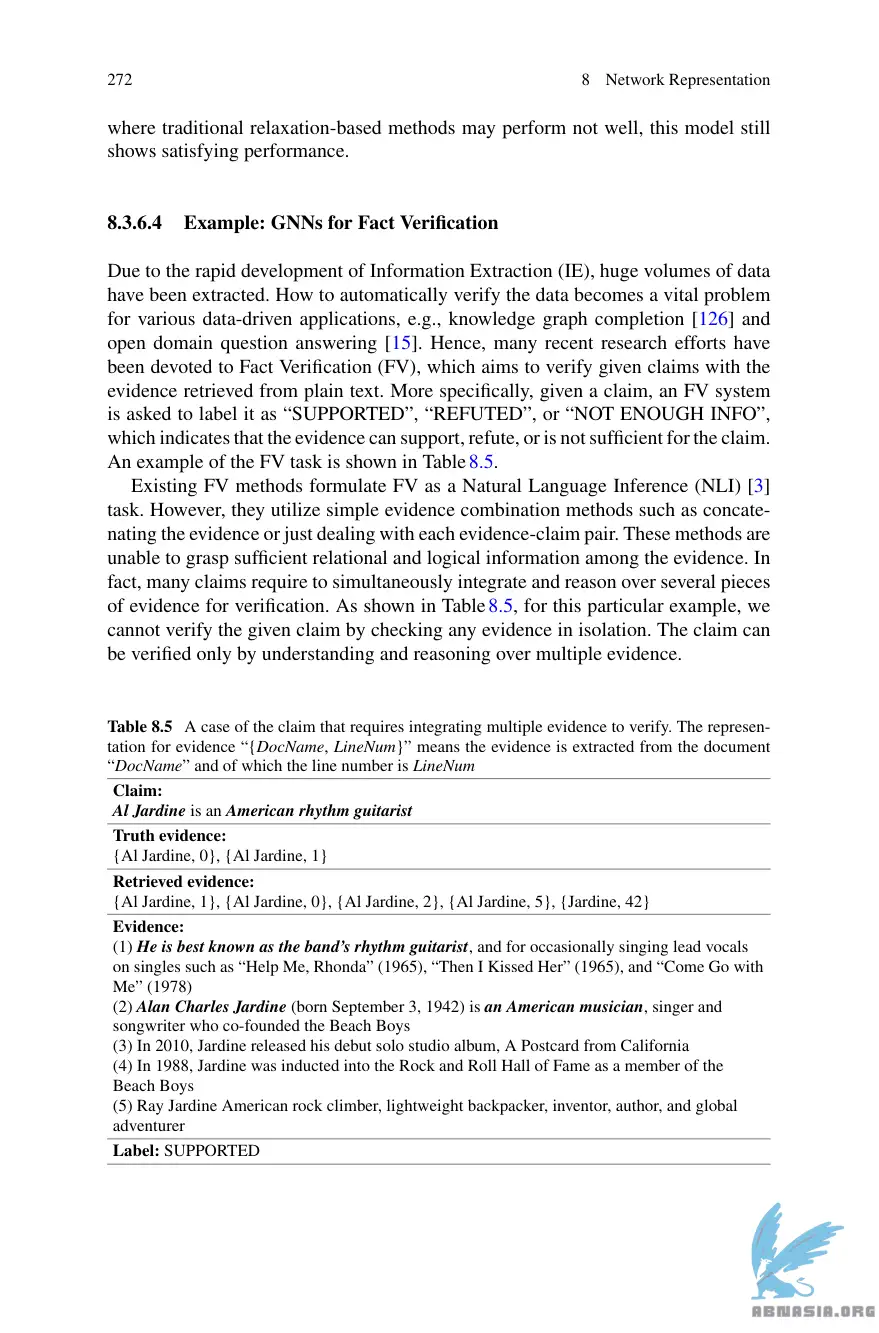 272
8 Network Representation
where traditional relaxation-based methods may perform not well, this model still
shows satisfying performance.
8.3.6.4 Example: GNNs for Fact Verification
Due to the rapid development of Information Extraction (IE), huge volumes of data
have been extracted. How to automatically verify the data becomes a vital problem
for various data-driven applications, e.g., knowledge graph completion [126] and
open domain question answering [15]. Hence, many recent research efforts have
been devoted to Fact Verification (FV), which aims to verify given claims with the
evidence retrieved from plain text. More specifically, given a claim, an FV system
is asked to label it as “SUPPORTED”, “REFUTED”, or “NOT ENOUGH INFO”,
which indicates that the evidence can support, refute, or is not sufficient for the claim.
An example of the FV task is shown in Table 8.5.
Existing FV methods formulate FV as a Natural Language Inference (NLI) [3]
task. However, they utilize simple evidence combination methods such as concate-
nating the evidence or just dealing with each evidence-claim pair. These methods are
unable to grasp sufficient relational and logical information among the evidence. In
fact, many claims require to simultaneously integrate and reason over several pieces
of evidence for verification. As shown in Table 8.5, for this particular example, we
cannot verify the given claim by checking any evidence in isolation. The claim can
be verified only by understanding and reasoning over multiple evidence.
Table 8.5 A case of the claim that requires integrating multiple evidence to verify. The represen-
tation for evidence “{DocName, LineNum}” means the evidence is extracted from the document
“DocName” and of which the line number is LineNum
Claim:
Al Jardine is an American rhythm guitarist
Truth evidence:
{Al Jardine, 0}, {Al Jardine, 1}
Retrieved evidence:
{Al Jardine, 1}, {Al Jardine, 0}, {Al Jardine, 2}, {Al Jardine, 5}, {Jardine, 42}
Evidence:
(1) He is best known as the band’s rhythm guitarist, and for occasionally singing lead vocals
on singles such as “Help Me, Rhonda” (1965), “Then I Kissed Her” (1965), and “Come Go with
Me” (1978)
(2) Alan Charles Jardine (born September 3, 1942) is an American musician, singer and
songwriter who co-founded the Beach Boys
(3) In 2010, Jardine released his debut solo studio album, A Postcard from California
(4) In 1988, Jardine was inducted into the Rock and Roll Hall of Fame as a member of the
Beach Boys
(5) Ray Jardine American rock climber, lightweight backpacker, inventor, author, and global
adventurer
Label: SUPPORTED
ABNASIA.ORG